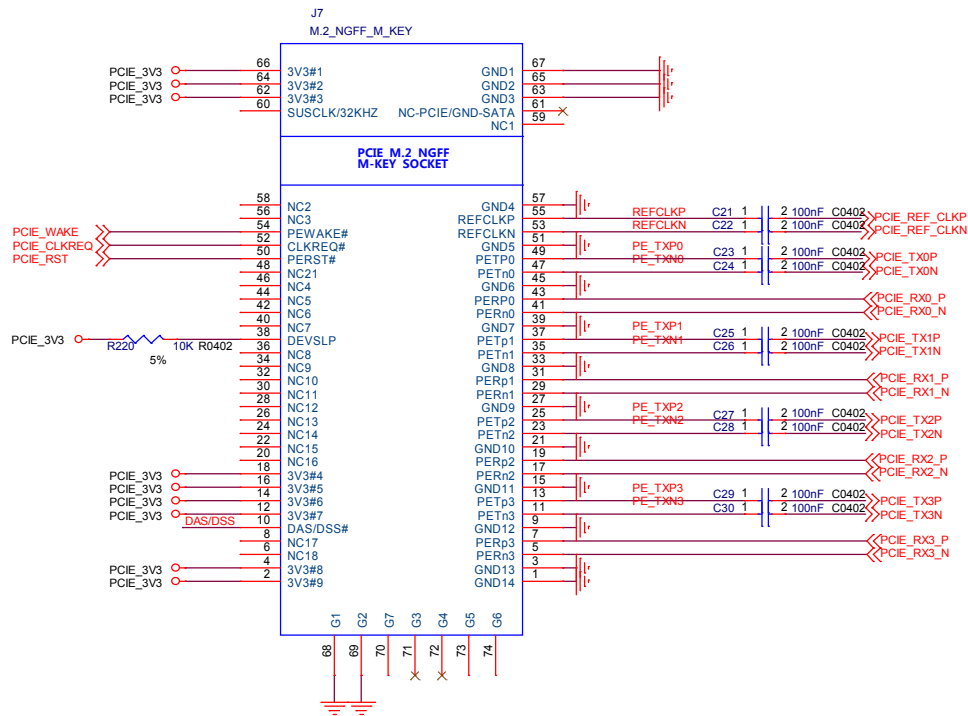 J7
M.2_NGFF_M_KEY
PCIE_3V3 66 3V3#1 GND1 67
PCIE_3V3 64 3V3#2 GND2 65
PCIE_3V3 62 3V3#3 GND3 63
60 SUSCLK/32KHZ NC-PCIE/GND-SATA 61
NC1 59
PCIE M.2 NGFF
M-KEY SOCKET
58 NC2 GND4 57
56 NC3 REFCLKP 55 REFCLKP C21 1 2 100nF C0402 PCIE_REF_CLKP
PCIE_WAKE 54 PEWAKE# REFCLKN 53 REFCLKN C22 1 2 100nF C0402 PCIE_REF_CLKN
PCIE_CLKREQ 52 CLKREQ# GND5 51
PCIE_RST 50 PERST# PETP0 49 PE_TXP0 C23 1 2 100nF C0402 PCIE_TX0P
48 NC21 PETn0 47 PE_TXN0 C24 1 2 100nF C0402 PCIE_TX0N
46 NC4 GND6 45
44 NC5 PERP0 43 PCIE_RX0_P
42 NC6 PERn0 41 PCIE_RX0_N
40 NC7 GND7 39
PCIE_3V3 R220 10K R0402 38 DEVSLP PETp1 37 PE_TXP1 C25 1 2 100nF C0402 PCIE_TX1P
5% 36 NC8 PETn1 35 PE_TXN1 C26 1 2 100nF C0402 PCIE_TX1N
34 NC9 GND8 33
32 NC10 PERp1 31 PCIE_RX1_P
30 NC11 PERn1 29 PCIE_RX1_N
28 NC12 GND9 27
26 NC13 PETp2 25 PE_TXP2 C27 1 2 100nF C0402 PCIE_TX2P
24 NC14 PETn2 23 PE_TXN2 C28 1 2 100nF C0402 PCIE_TX2N
22 NC15 GND10 21
20 NC16 PERp2 19 PCIE_RX2_P
PCIE_3V3 18 3V3#4 PERn2 17 PCIE_RX2_N
PCIE_3V3 16 3V3#5 GND11 15
PCIE_3V3 14 3V3#6 PETp3 13 PE_TXP3 C29 1 2 100nF C0402 PCIE_TX3P
PCIE_3V3 12 3V3#7 PETn3 11 PE_TXN3 C30 1 2 100nF C0402 PCIE_TX3N
DAS/DSS 10 DAS/DSS# GND12 9
8 NC17 PERp3 7 PCIE_RX3_P
6 NC18 PERn3 5 PCIE_RX3_N
PCIE_3V3 4 3V3#8 GND13 3
PCIE_3V3 2 3V3#9 GND14 1
G1 G2 G7 G3 G4 G5 G6
68 69 70 71 72 73 74